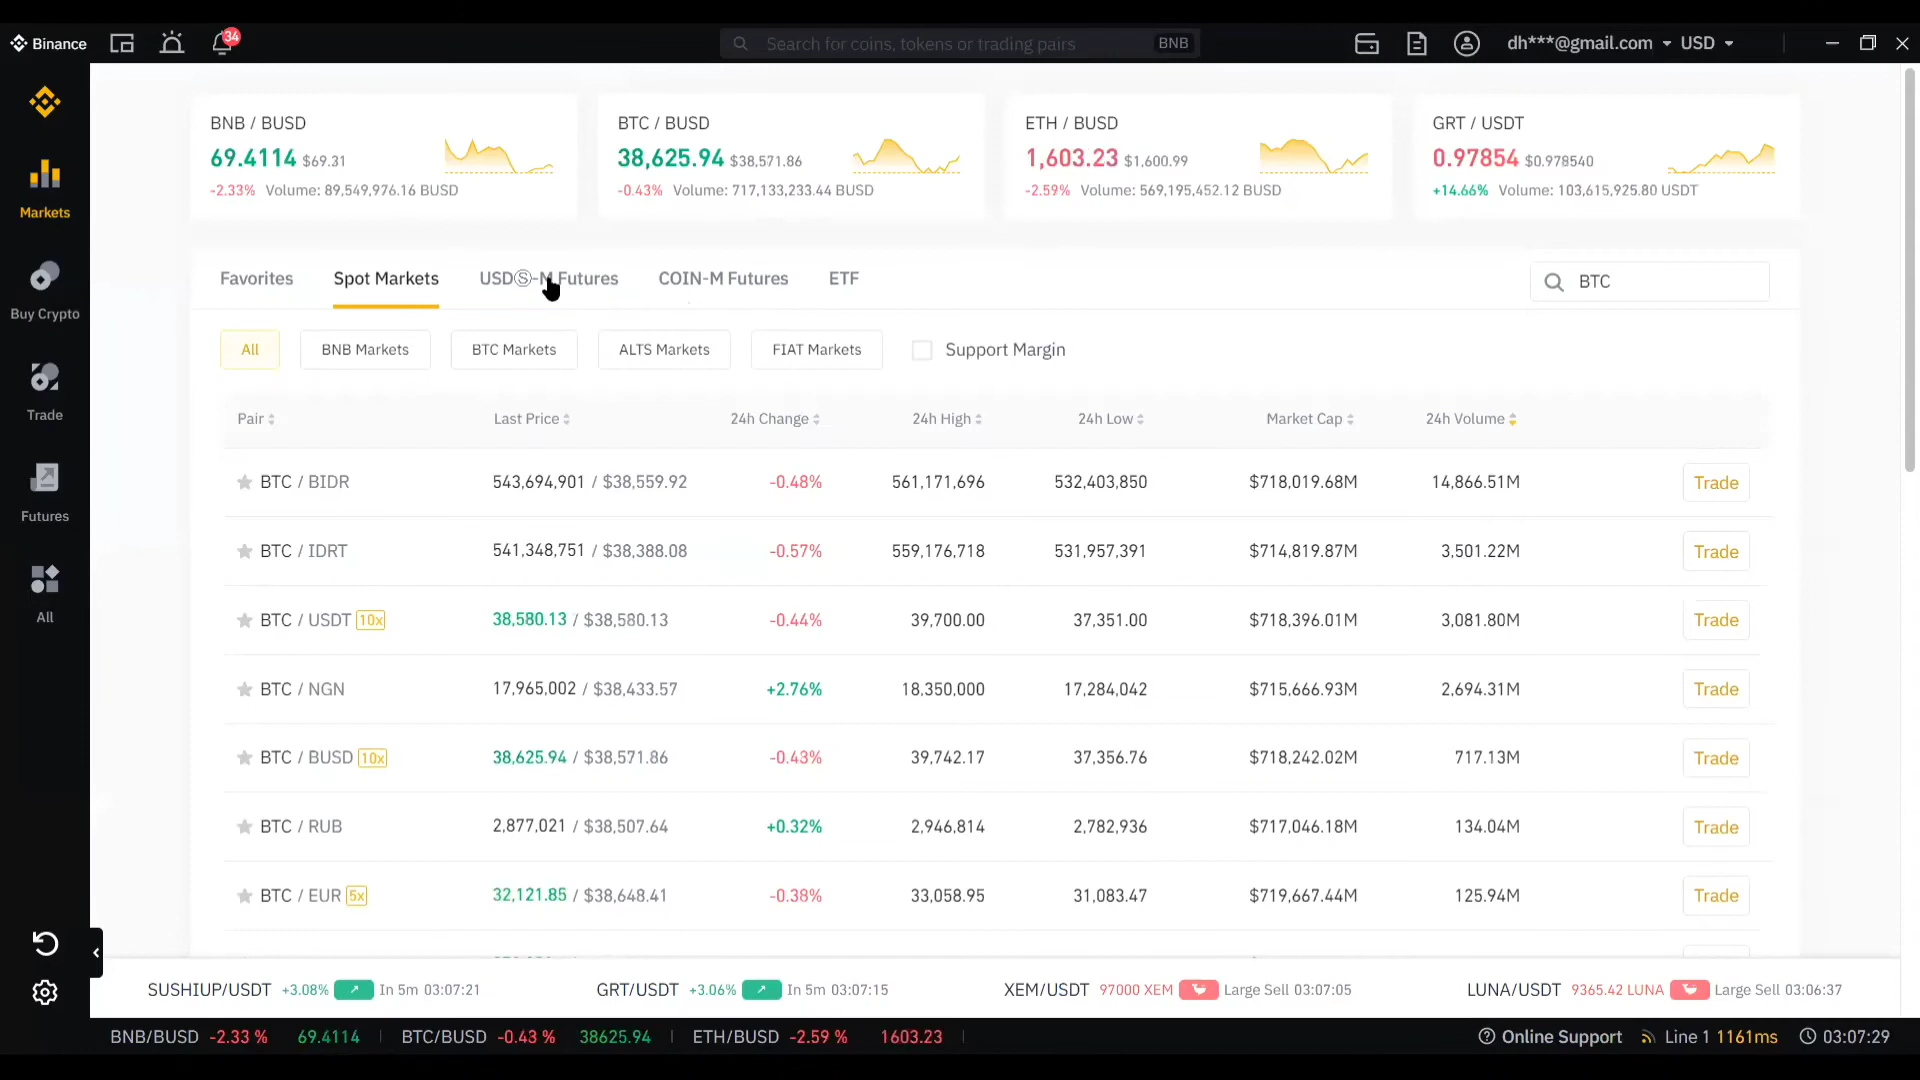 Binance 34 Search for coins, tokens or trading pairs BNB dh***@gmail.com USD
Markets
Buy Crypto
Trade
Futures
All
BNB / BUSD
69.4114 $69.31
-2.33% Volume: 89,549,976.16 BUSD
BTC / BUSD
38,625.94 $38,571.86
-0.43% Volume: 717,133,233.44 BUSD
ETH / BUSD
1,603.23 $1,600.99
-2.59% Volume: 569,195,452.12 BUSD
GRT / USDT
0.97854 $0.978540
+14.66% Volume: 103,615,925.80 USDT
Favorites Spot Markets USDⓈ-M Futures COIN-M Futures ETF BTC
All BNB Markets BTC Markets ALTS Markets FIAT Markets Support Margin
Pair Last Price 24h Change 24h High 24h Low Market Cap 24h Volume
BTC / BIDR 543,694,901 / $38,559.92 -0.48% 561,171,696 532,403,850 $718,019.68M 14,866.51M Trade
BTC / IDRT 541,348,751 / $38,388.08 -0.57% 559,176,718 531,957,391 $714,819.87M 3,501.22M Trade
BTC / USDT 10x 38,580.13 / $38,580.13 -0.44% 39,700.00 37,351.00 $718,396.01M 3,081.80M Trade
BTC / NGN 17,965,002 / $38,433.57 +2.76% 18,350,000 17,284,042 $715,666.93M 2,694.31M Trade
BTC / BUSD 10x 38,625.94 / $38,571.86 -0.43% 39,742.17 37,356.76 $718,242.02M 717.13M Trade
BTC / RUB 2,877,021 / $38,507.64 +0.32% 2,946,814 2,782,936 $717,046.18M 134.04M Trade
BTC / EUR 5x 32,121.85 / $38,648.41 -0.38% 33,058.95 31,083.47 $719,667.44M 125.94M Trade
SUSHIUP/USDT +3.08% In 5m 03:07:21 GRT/USDT +3.06% In 5m 03:07:15 XEM/USDT 97000 XEM Large Sell 03:07:05 LUNA/USDT 9365.42 LUNA Large Sell 03:06:37
BNB/BUSD -2.33 % 69.4114 BTC/BUSD -0.43 % 38625.94 ETH/BUSD -2.59 % 1603.23 Online Support Line 1 1161ms 03:07:29